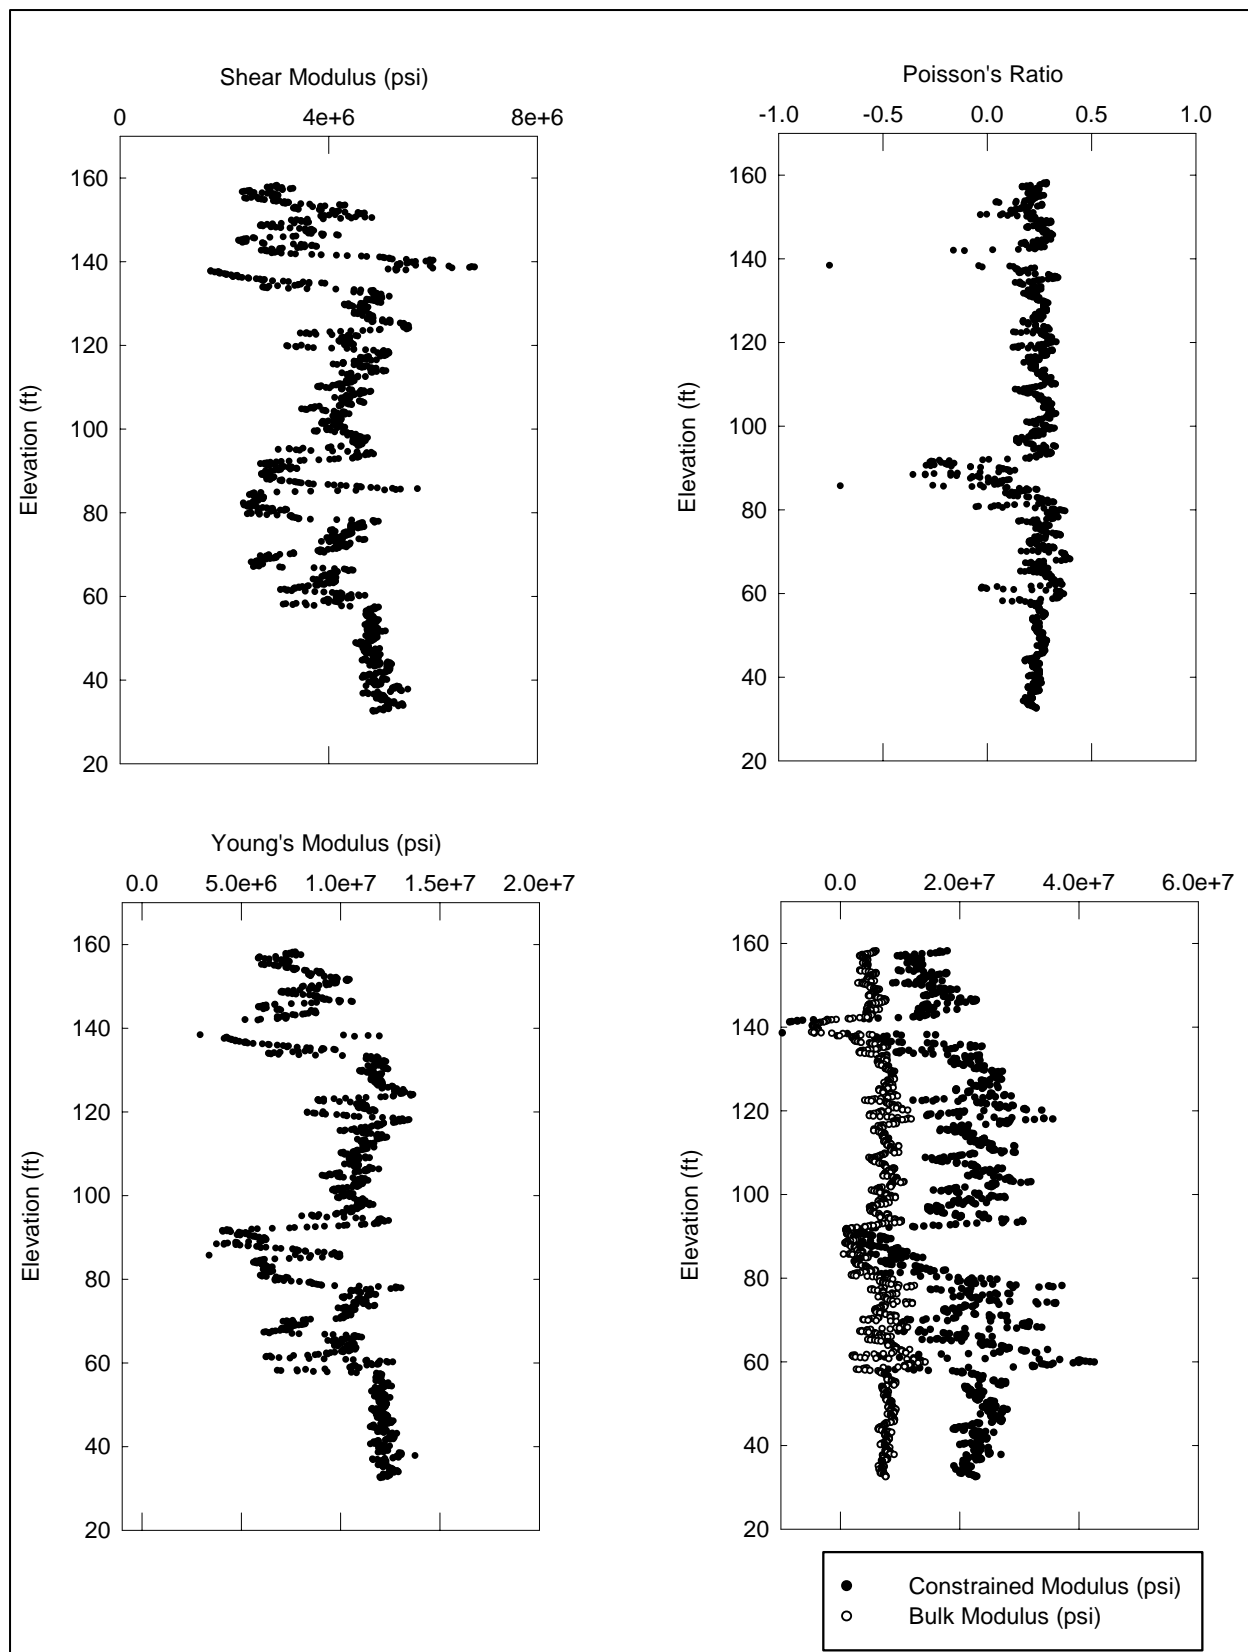 Shear Modulus (psi)
0 4e+6 8e+6
160
140
120
100
80
60
40
20
Elevation (ft)
Poisson's Ratio
-1.0 -0.5 0.0 0.5 1.0
160
140
120
100
80
60
40
20
Elevation (ft)
Young's Modulus (psi)
0.0 5.0e+6 1.0e+7 1.5e+7 2.0e+7
160
140
120
100
80
60
40
20
Elevation (ft)
0.0 2.0e+7 4.0e+7 6.0e+7
160
140
120
100
80
60
40
20
Elevation (ft)
Constrained Modulus (psi)
Bulk Modulus (psi)